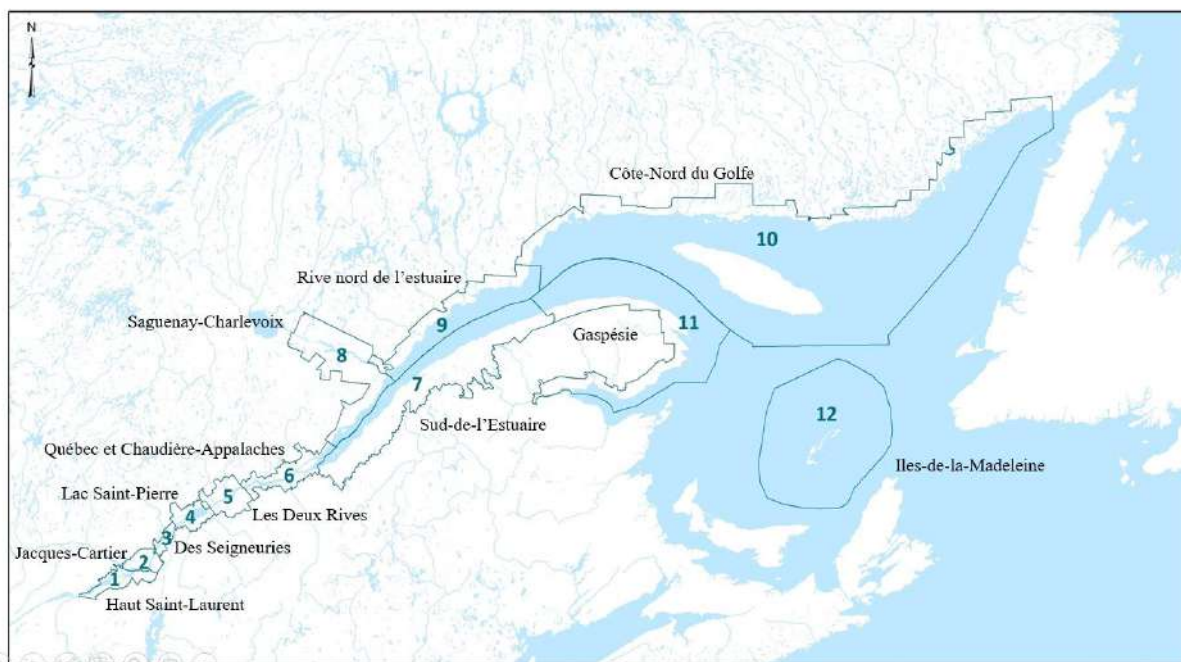 N
Côte-Nord du Golfe
10
Rive nord de l'estuaire
Saguenay-Charlevoix
9
11
Gaspésie
8
7
12
Sud-de-l'Estuaire
Québec et Chaudière-Appalaches
6
Iles-de-la-Madeleine
Lac Saint-Pierre
5
4
Les Deux Rives
3
Des Seigneuries
Jacques-Cartier
2
1
Haut Saint-Laurent